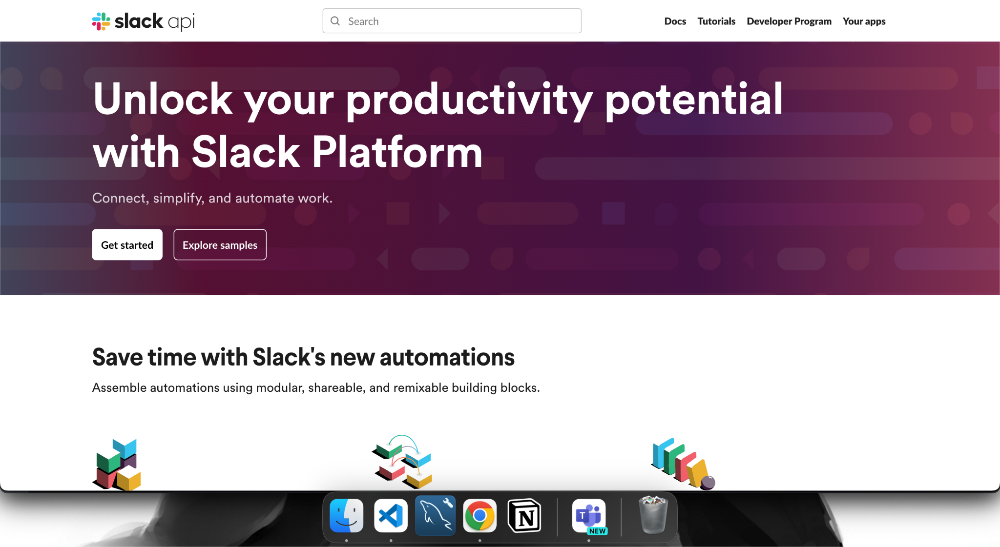 slack api
Search
Docs Tutorials Developer Program Your apps
Unlock your productivity potential
with Slack Platform
Connect, simplify, and automate work.
Get started Explore samples
Save time with Slack's new automations
Assemble automations using modular, shareable, and remixable building blocks.
N
T
NEW